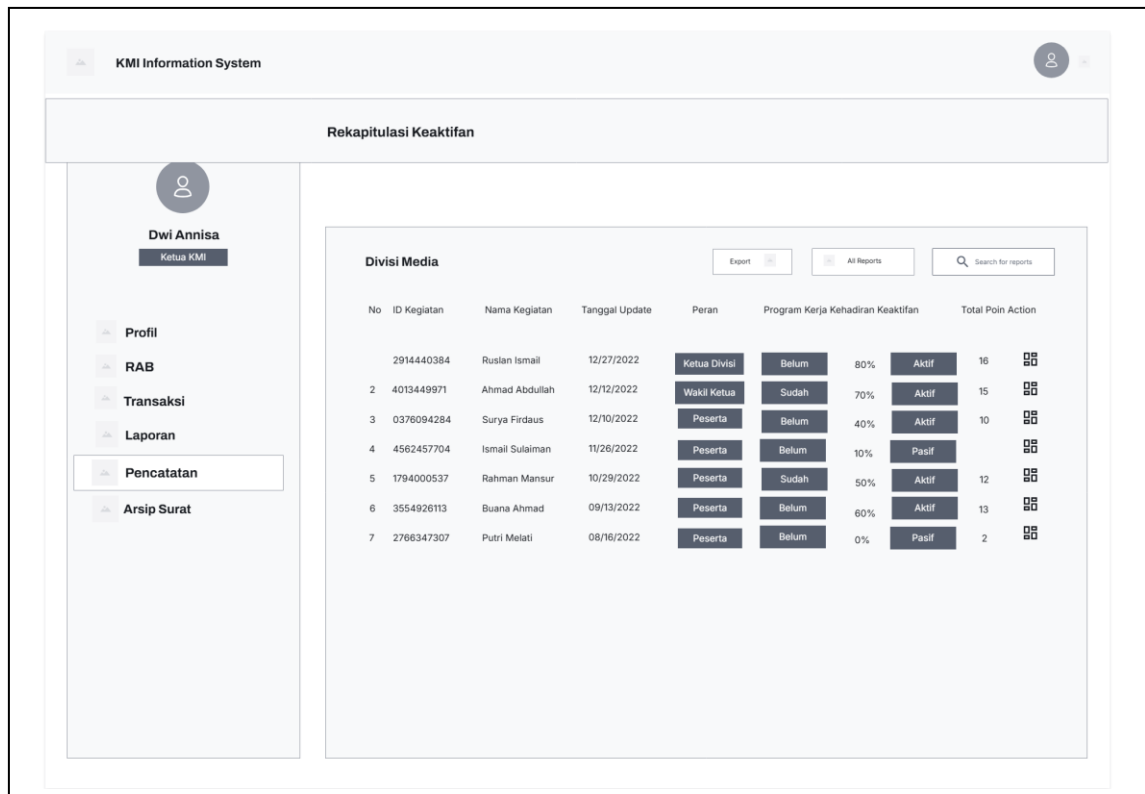 KMI Information System
Rekapitulasi Keaktifan
Dwi Annisa
Ketua KMI
Profil
RAB
Transaksi
Laporan
Pencatatan
Arsip Surat
Divisi Media
Export
All Reports
Search for reports
No ID Kegiatan Nama Kegiatan Tanggal Update Peran Program Kerja Kehadiran Keaktifan Total Poin Action
2914440384 Ruslan Ismail 12/27/2022 Ketua Divisi Belum 80% Aktif 16
2 4013449971 Ahmad Abdullah 12/12/2022 Wakil Ketua Sudah 70% Aktif 15
3 0376094284 Surya Firdaus 12/10/2022 Peserta Belum 40% Aktif 10
4 4562457704 Ismail Sulaiman 11/26/2022 Peserta Belum 10% Pasif
5 1794000537 Rahman Mansur 10/29/2022 Peserta Sudah 50% Aktif 12
6 3554926113 Buana Ahmad 09/13/2022 Peserta Belum 60% Aktif 13
7 2766347307 Putri Melati 08/16/2022 Peserta Belum 0% Pasif 2